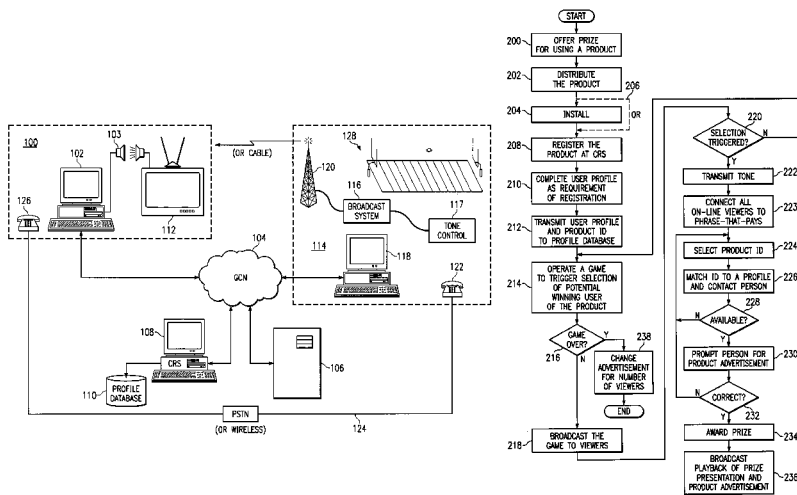 100
103
102
126
112
(OR CABLE)
128
120
116
BROADCAST
SYSTEM
117
TONE
CONTROL
114
118
122
104
GCN
108
CRS
110
PROFILE
DATABASE
106
PSTN
(OR WIRELESS)
124
START
200
OFFER PRIZE
FOR USING A PRODUCT
202
DISTRIBUTE
THE PRODUCT
206
204
INSTALL
OR
208
REGISTER THE
PRODUCT AT CRS
210
COMPLETE USER PROFILE
AS REQUIREMENT
OF REGISTRATION
212
TRANSMIT USER PROFILE
AND PRODUCT ID
TO PROFILE DATABASE
214
OPERATE A GAME
TO TRIGGER SELECTION
OF POTENTIAL
WINNING USER
OF THE PRODUCT
216
GAME
OVER?
Y
N
238
CHANGE
ADVERTISEMENT
FOR NUMBER
OF VIEWERS
END
218
BROADCAST THE
GAME TO VIEWERS
220
SELECTION
TRIGGERED?
N
Y
TRANSMIT TONE
222
CONNECT ALL
ON-LINE VIEWERS TO
PHRASE-THAT-PAYS
223
224
SELECT PRODUCT ID
MATCH ID TO A PROFILE
AND CONTACT PERSON
226
228
N
AVAILABLE?
Y
PROMPT PERSON FOR
PRODUCT ADVERTISEMENT
230
N
CORRECT?
232
Y
AWARD PRIZE
234
BROADCAST
PLAYBACK OF PRIZE
PRESENTATION AND
PRODUCT ADVERTISEMENT
236